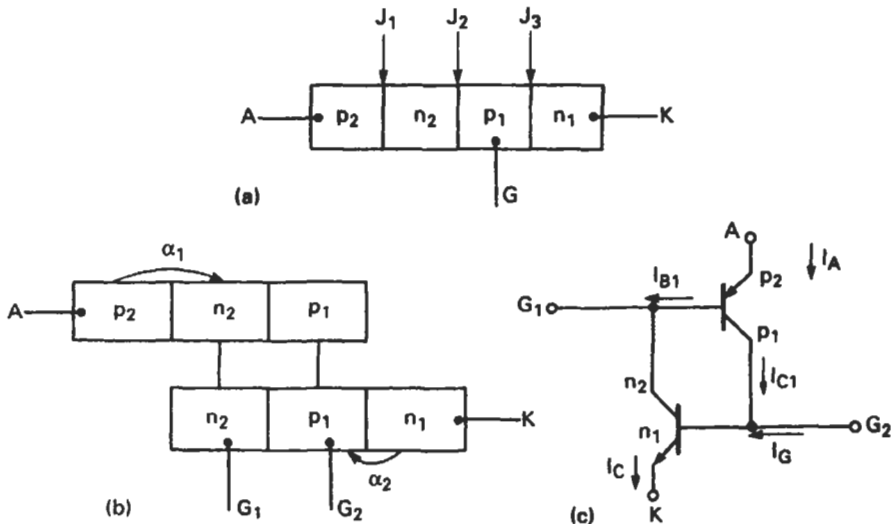 J1 J2 J3
A p2 n2 p1 n1 K
G
(a)
α1
A p2 n2 p1
n2 p1 n1 K
α2
G1 G2
(b)
A
IA
IB1 p2
G1
p1
IC1
n2
n1 G2
IG
IC
K
(c)